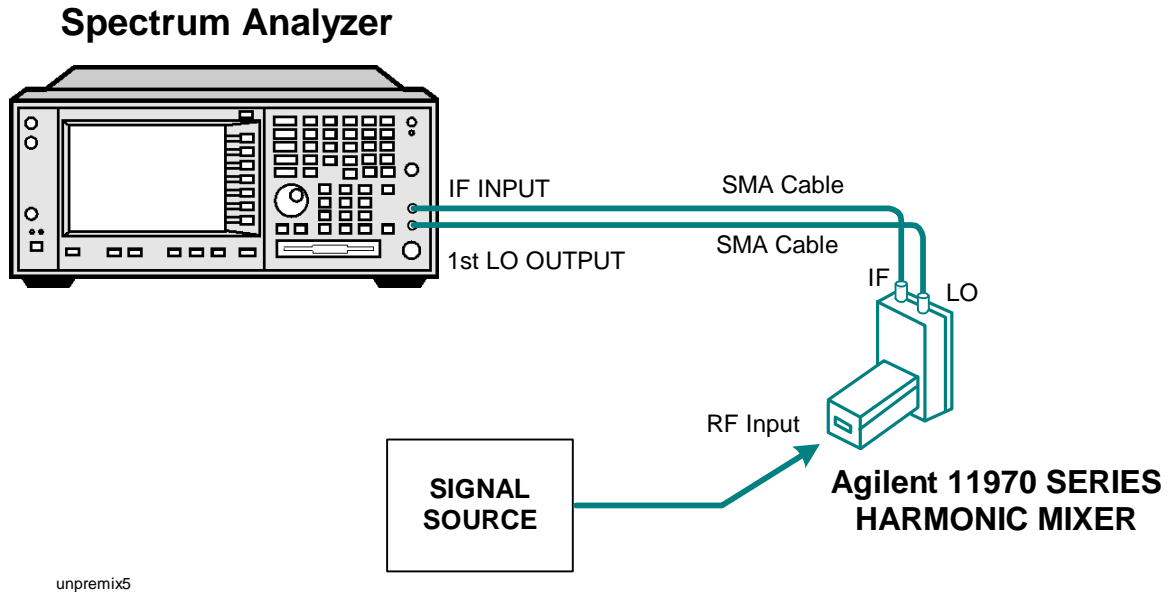 Spectrum Analyzer
IF INPUT
SMA Cable
SMA Cable
1st LO OUTPUT
IF
LO
RF Input
SIGNAL
SOURCE
Agilent 11970 SERIES
HARMONIC MIXER
unpremix5